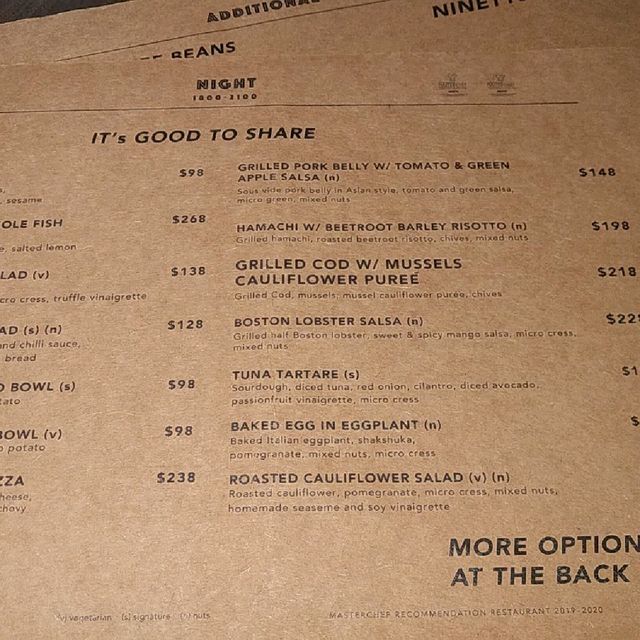 ADDITIONAL
NINETY
BEANS
NIGHT
1800-2100
IT's GOOD TO SHARE
$98
sesame
OLE FISH
$268
salted lemon
LAD (v)
$138
cro cress, truffle vinaigrette
AD (s) (n)
$128
and chilli sauce,
bread
BOWL (s)
$98
tato
BOWL (v)
$98
potato
ZZA
$238
heese,
chovy
GRILLED PORK BELLY W/ TOMATO & GREEN
APPLE SALSA (n)
$148
Sous vide pork belly in Asian style, tomato and green salsa,
micro green, mixed nuts
HAMACHI W/ BEETROOT BARLEY RISOTTO (n)
$198
Grilled hamachi, roasted beetroot risotto, chives, mixed nuts
GRILLED COD W/ MUSSELS
CAULIFLOWER PUREE
$218
Grilled Cod, mussels, mussel cauliflower puree, chives
BOSTON LOBSTER SALSA (n)
$22
Grilled half Boston lobster, sweet & spicy mango salsa, micro cress,
mixed nuts
TUNA TARTARE (s)
$1
Sourdough, diced tuna, red onion, cilantro, diced avocado,
passionfruit vinaigrette, micro cress
BAKED EGG IN EGGPLANT (n)
$
Baked Italian eggplant, shakshuka,
pomegranate, mixed nuts, micro cress
ROASTED CAULIFLOWER SALAD (v) (n)
Roasted cauliflower, pomegranate, micro cress, mixed nuts,
homemade seaseme and soy vinaigrette
MORE OPTION
AT THE BACK
(v) vegetarian (s) signature (n) nuts
MASTERCHEF RECOMMENDATION RESTAURANT 2019-2020